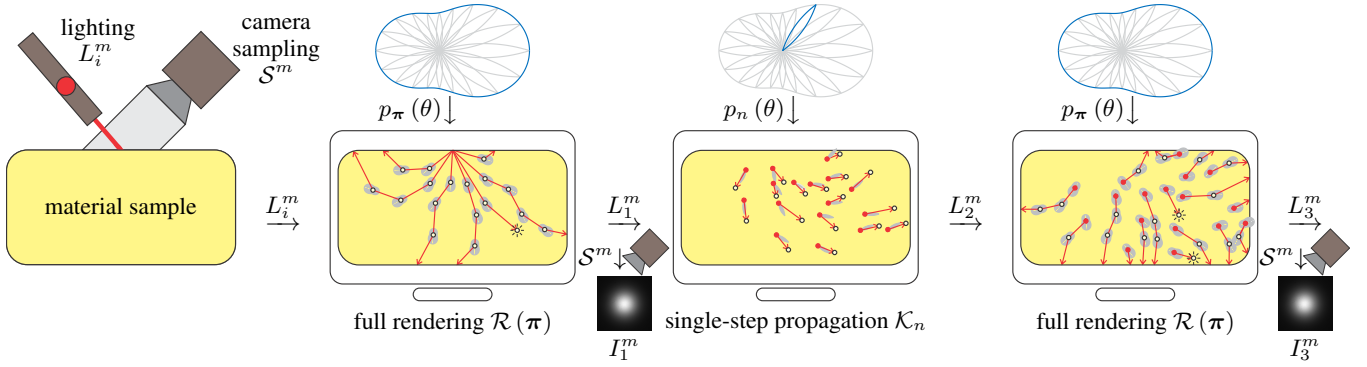 lighting
L_i^m
camera
sampling
𝒮^m
material sample
L_i^m
p_𝝅 (θ)
full rendering ℛ (𝝅)
L_1^m
𝒮^m
I_1^m
p_n (θ)
single-step propagation 𝒦_n
L_2^m
p_𝝅 (θ)
full rendering ℛ (𝝅)
L_3^m
𝒮^m
I_3^m